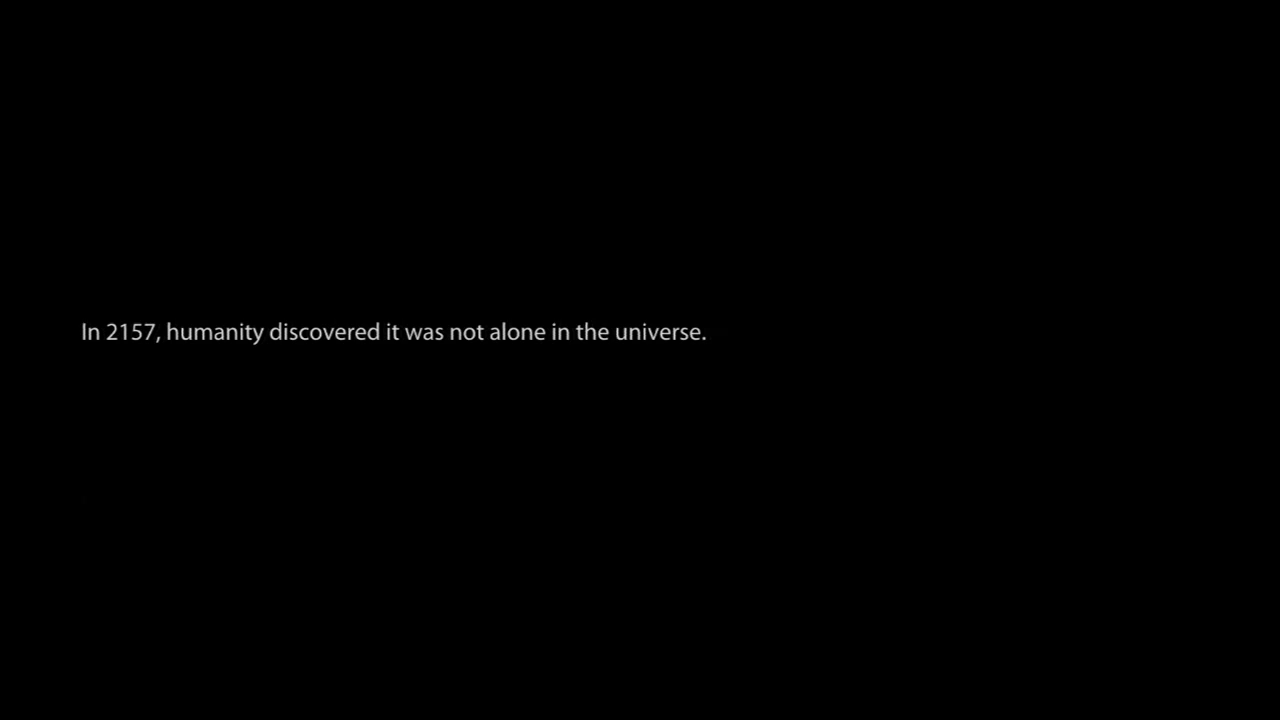 In 2157, humanity discovered it was not alone in the universe.